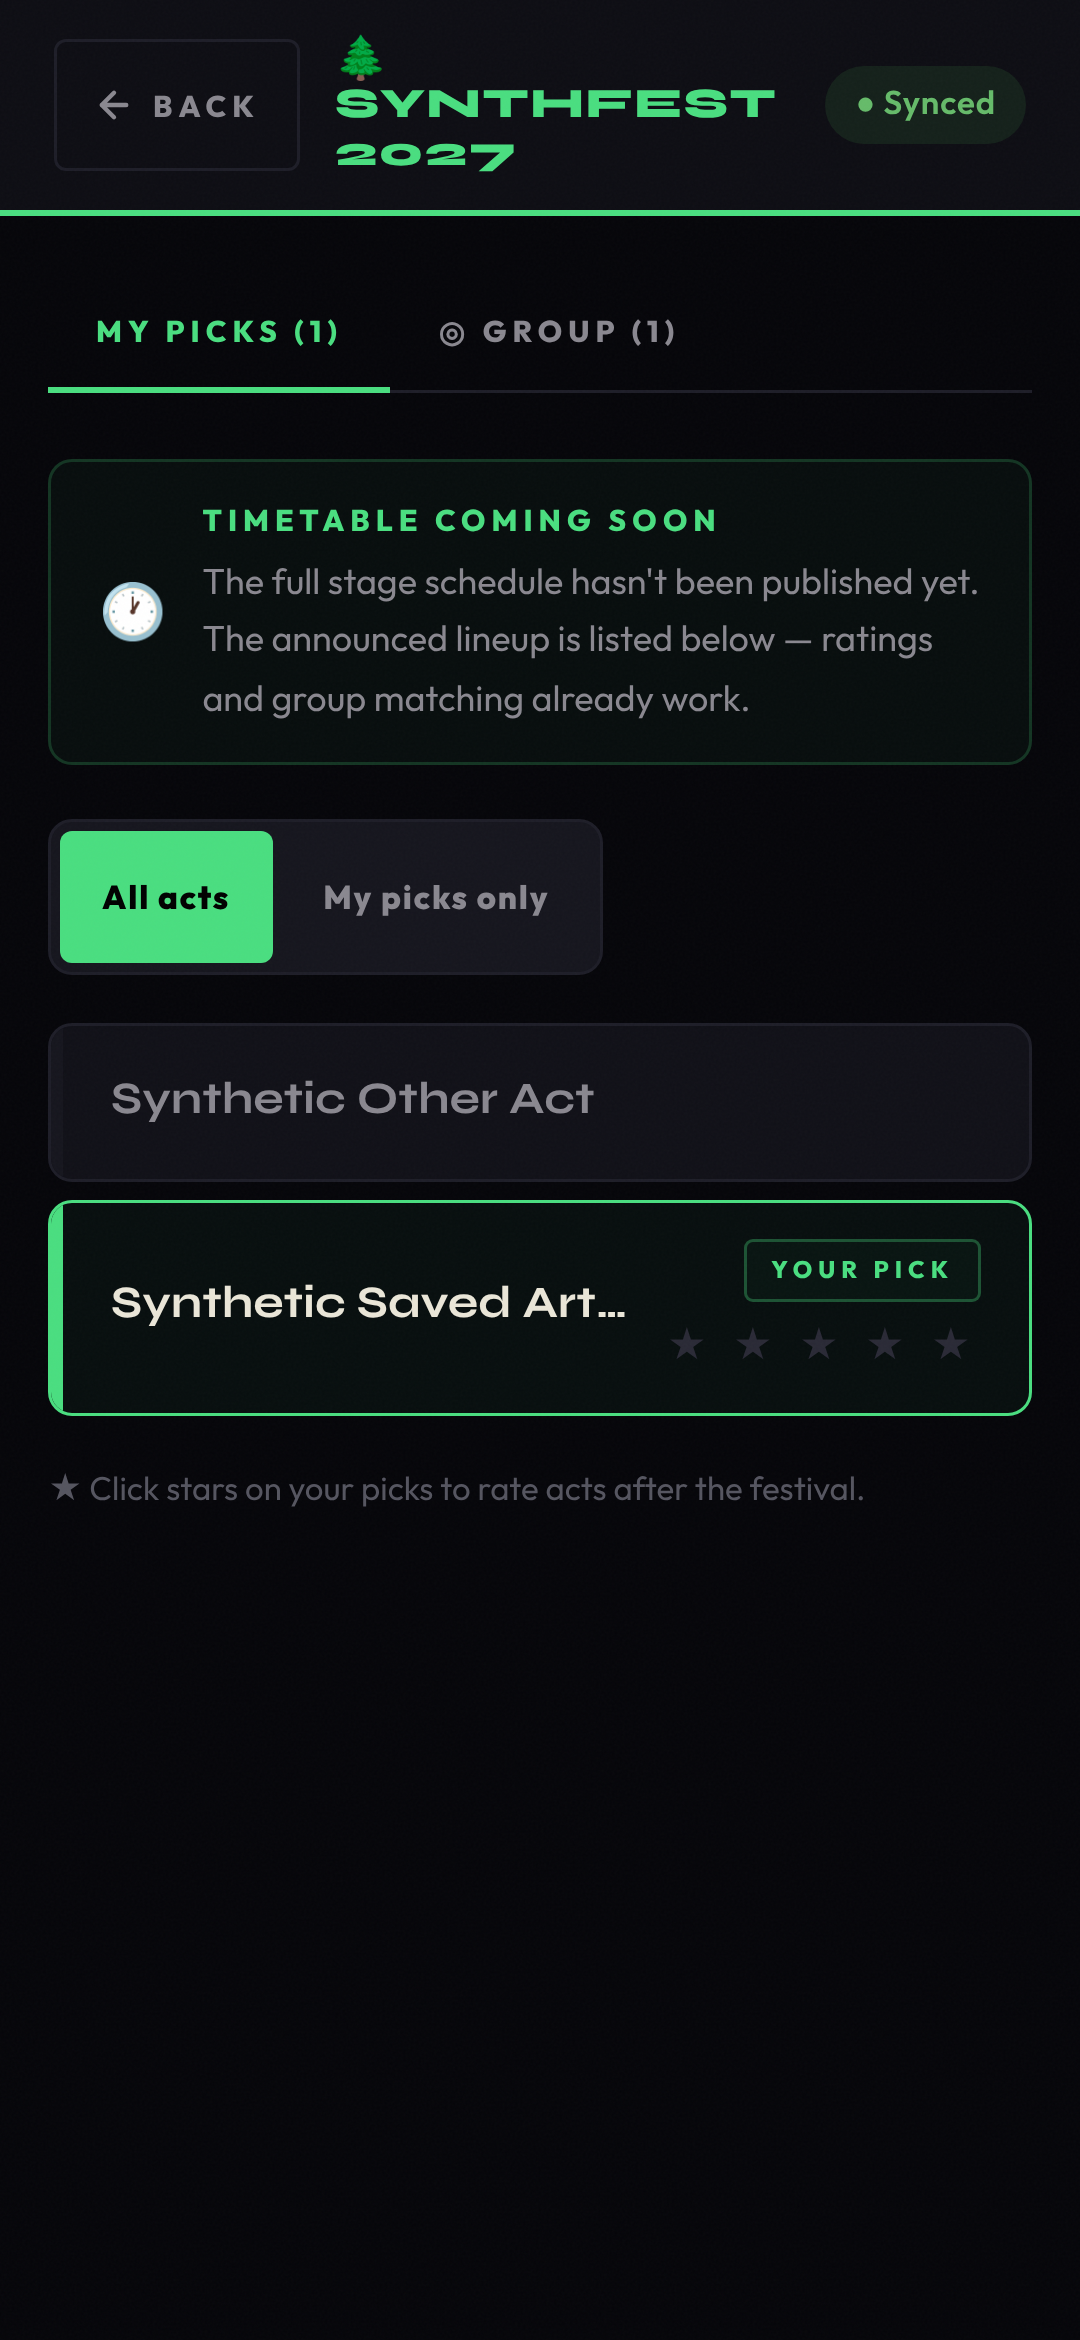 ← BACK
🌲
SYNTHFEST
2027
● Synced
MY PICKS (1)
◎ GROUP (1)
TIMETABLE COMING SOON
The full stage schedule hasn't been published yet.
The announced lineup is listed below — ratings
and group matching already work.
All acts
My picks only
Synthetic Other Act
YOUR PICK
Synthetic Saved Art...
★ ★ ★ ★ ★
★ Click stars on your picks to rate acts after the festival.